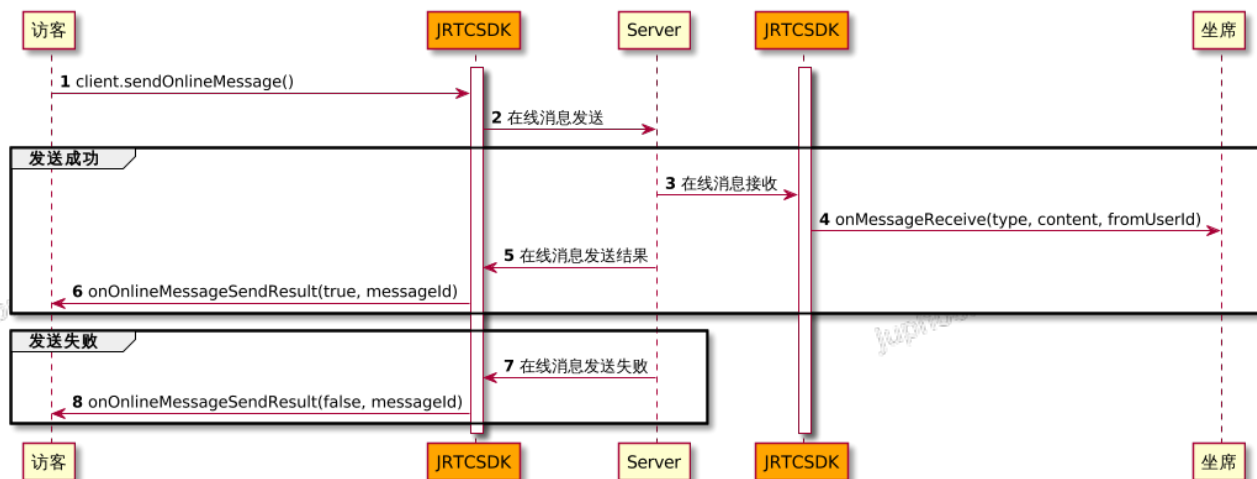 访客
JRTCSDK
Server
JRTCSDK
坐席
1 client.sendOnlineMessage()
2 在线消息发送
发送成功
3 在线消息接收
4 onMessageReceive(type, content, fromUserId)
5 在线消息发送结果
6 onOnlineMessageSendResult(true, messageId)
发送失败
7 在线消息发送失败
8 onOnlineMessageSendResult(false, messageId)
访客
JRTCSDK
Server
JRTCSDK
坐席